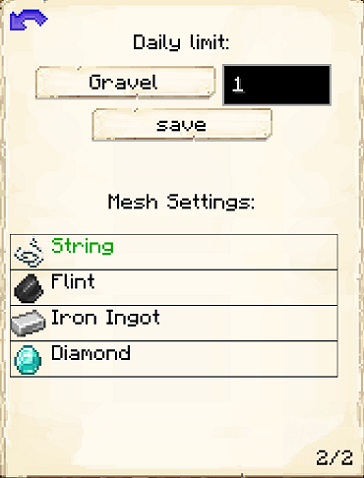 Daily limit:
Gravel 1
save
Mesh Settings:
String
Flint
Iron Ingot
Diamond
2/2